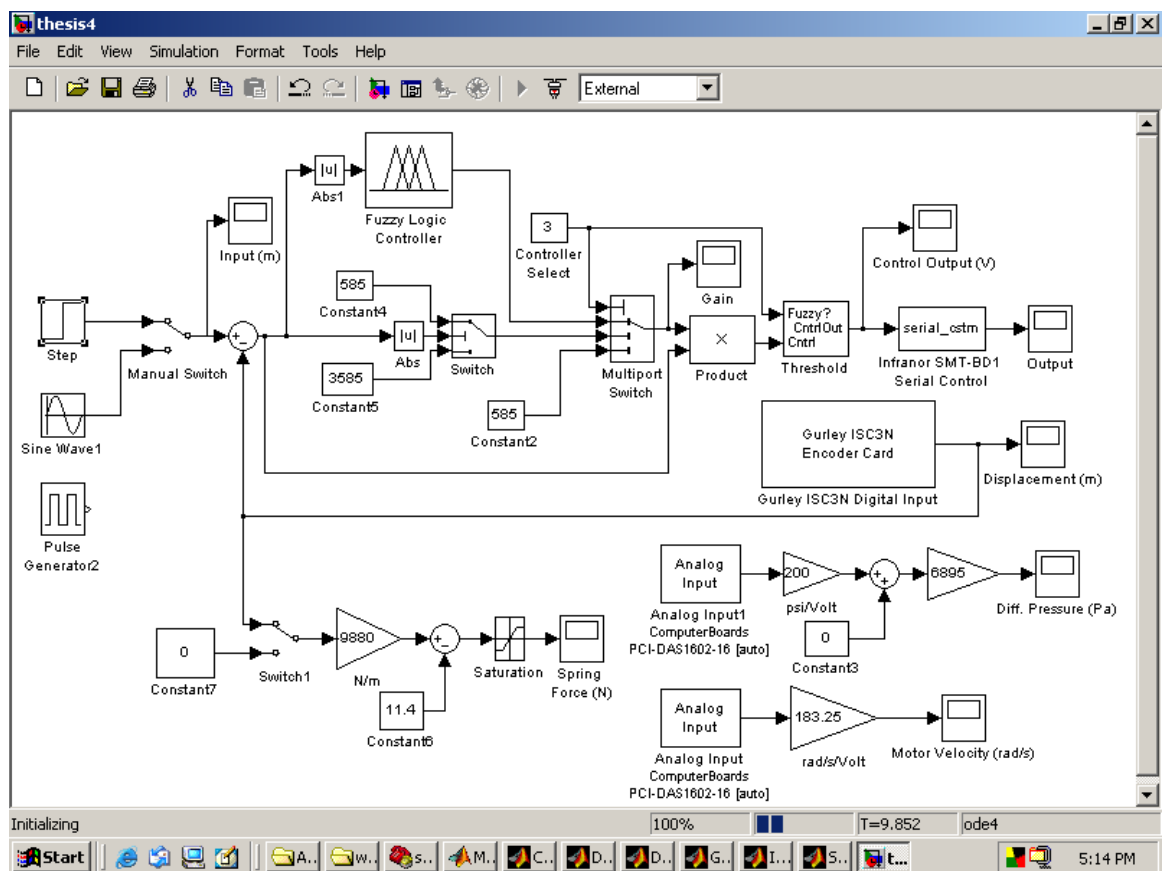 thesis4
File Edit View Simulation Format Tools Help
External
|u|
Abs1
Fuzzy Logic
Controller
Input (m)
3
Controller
Select
Control Output (V)
Gain
585
Constant4
Step
Manual Switch
|u|
Abs
Switch
Multiport
Switch
×
Product
Fuzzy?
CntrlOut
Cntrl
Threshold
serial_cstm
Infranor SMT-BD1
Serial Control
Output
3585
Constant5
585
Constant2
Sine Wave1
Gurley ISC3N
Encoder Card
Gurley ISC3N Digital Input
Displacement (m)
Pulse
Generator2
Analog
Input
Analog Input1
ComputerBoards
PCI-DAS1602-16 [auto]
200
psi/Volt
6895
Diff. Pressure (Pa)
0
Constant3
0
Constant7
Switch1
9880
N/m
11.4
Constant6
Saturation
Spring
Force (N)
Analog
Input
Analog Input
ComputerBoards
PCI-DAS1602-16 [auto]
183.25
rad/s/Volt
Motor Velocity (rad/s)
Initializing 100% T=9.852 ode4
Start A.. w.. s.. M.. C.. D.. D.. G.. I... S.. t... 5:14 PM